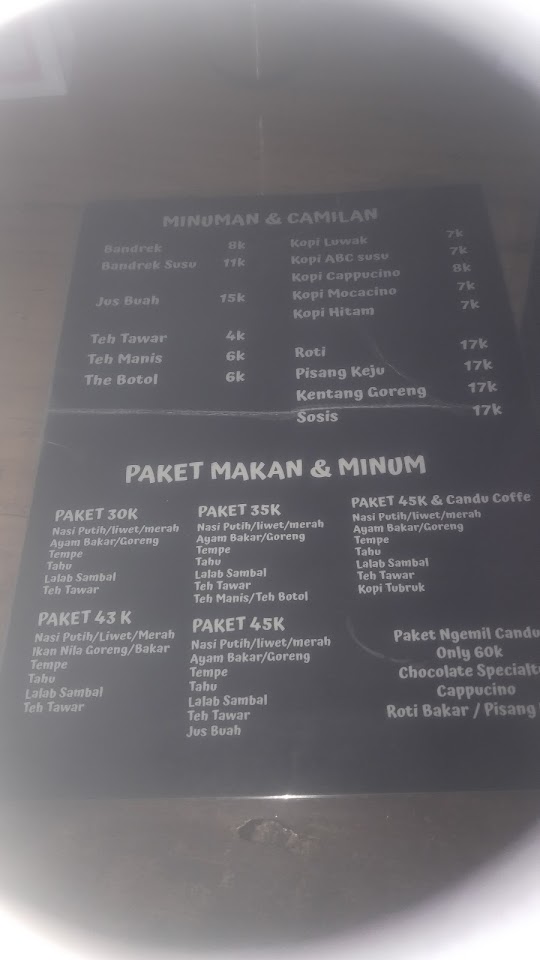 MINUMAN & CAMILAN
Bandrek 8k
Bandrek Susu 11k
Jus Buah 15k
Teh Tawar 4k
Teh Manis 6k
The Botol 6k
Kopi Luwak 7k
Kopi ABC susu 7k
Kopi Cappucino 8k
Kopi Mocacino 7k
Kopi Hitam 7k
Roti 17k
Pisang Keju 17k
Kentang Goreng 17k
Sosis 17k
PAKET MAKAN & MINUM
PAKET 30K
Nasi Putih/liwet/merah
Ayam Bakar/Goreng
Tempe
Tahu
Lalab Sambal
Teh Tawar
PAKET 35K
Nasi Putih/liwet/merah
Ayam Bakar/Goreng
Tempe
Tahu
Lalab Sambal
Teh Tawar
Teh Manis/Teh Botol
PAKET 45K & Candu Coffe
Nasi Putih/liwet/merah
Ayam Bakar/Goreng
Tempe
Tahu
Lalab Sambal
Teh Tawar
Kopi Tubruk
PAKET 43 K
Nasi Putih/Liwet/Merah
Ikan Nila Goreng/Bakar
Tempe
Tahu
Lalab Sambal
Teh Tawar
PAKET 45K
Nasi Putih/liwet/merah
Ayam Bakar/Goreng
Tempe
Tahu
Lalab Sambal
Teh Tawar
Jus Buah
Paket Ngemil Candu
Only 60k
Chocolate Specialt
Cappucino
Roti Bakar / Pisang